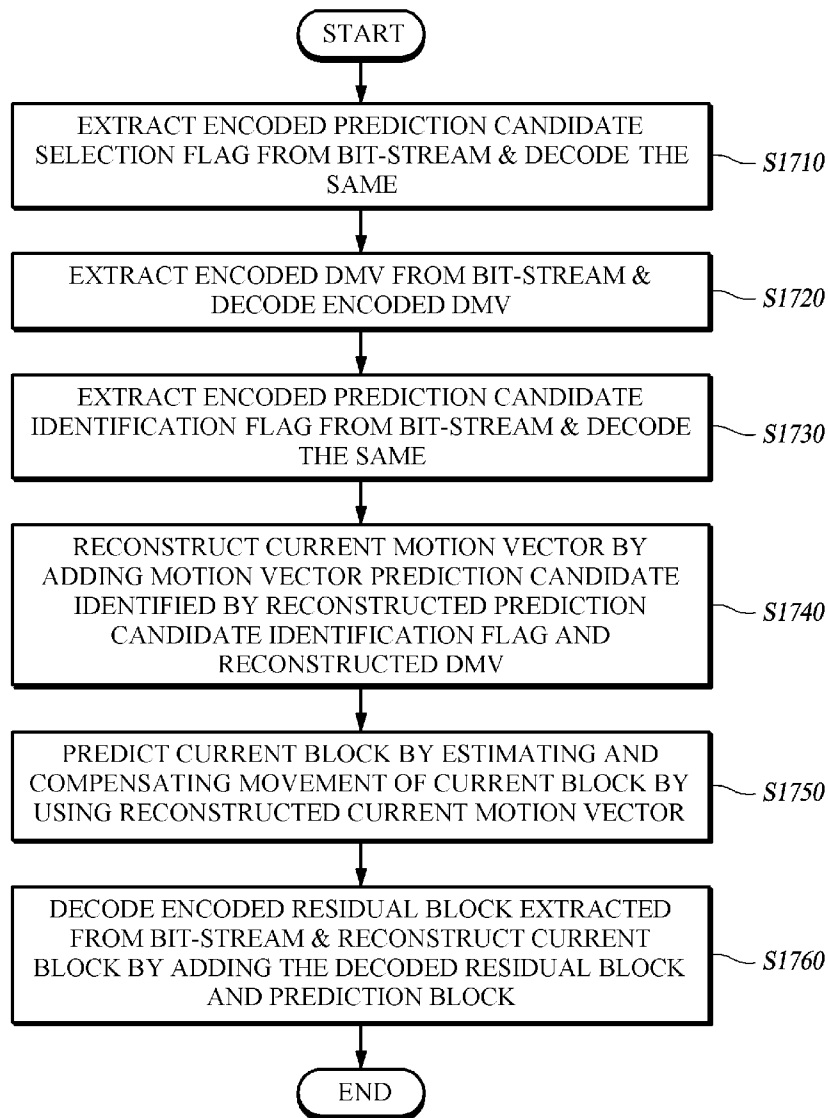 START
EXTRACT ENCODED PREDICTION CANDIDATE
SELECTION FLAG FROM BIT-STREAM & DECODE THE
SAME
S1710
EXTRACT ENCODED DMV FROM BIT-STREAM &
DECODE ENCODED DMV
S1720
EXTRACT ENCODED PREDICTION CANDIDATE
IDENTIFICATION FLAG FROM BIT-STREAM & DECODE
THE SAME
S1730
RECONSTRUCT CURRENT MOTION VECTOR BY
ADDING MOTION VECTOR PREDICTION CANDIDATE
IDENTIFIED BY RECONSTRUCTED PREDICTION
CANDIDATE IDENTIFICATION FLAG AND
RECONSTRUCTED DMV
S1740
PREDICT CURRENT BLOCK BY ESTIMATING AND
COMPENSATING MOVEMENT OF CURRENT BLOCK BY
USING RECONSTRUCTED CURRENT MOTION VECTOR
S1750
DECODE ENCODED RESIDUAL BLOCK EXTRACTED
FROM BIT-STREAM & RECONSTRUCT CURRENT
BLOCK BY ADDING THE DECODED RESIDUAL BLOCK
AND PREDICTION BLOCK
S1760
END